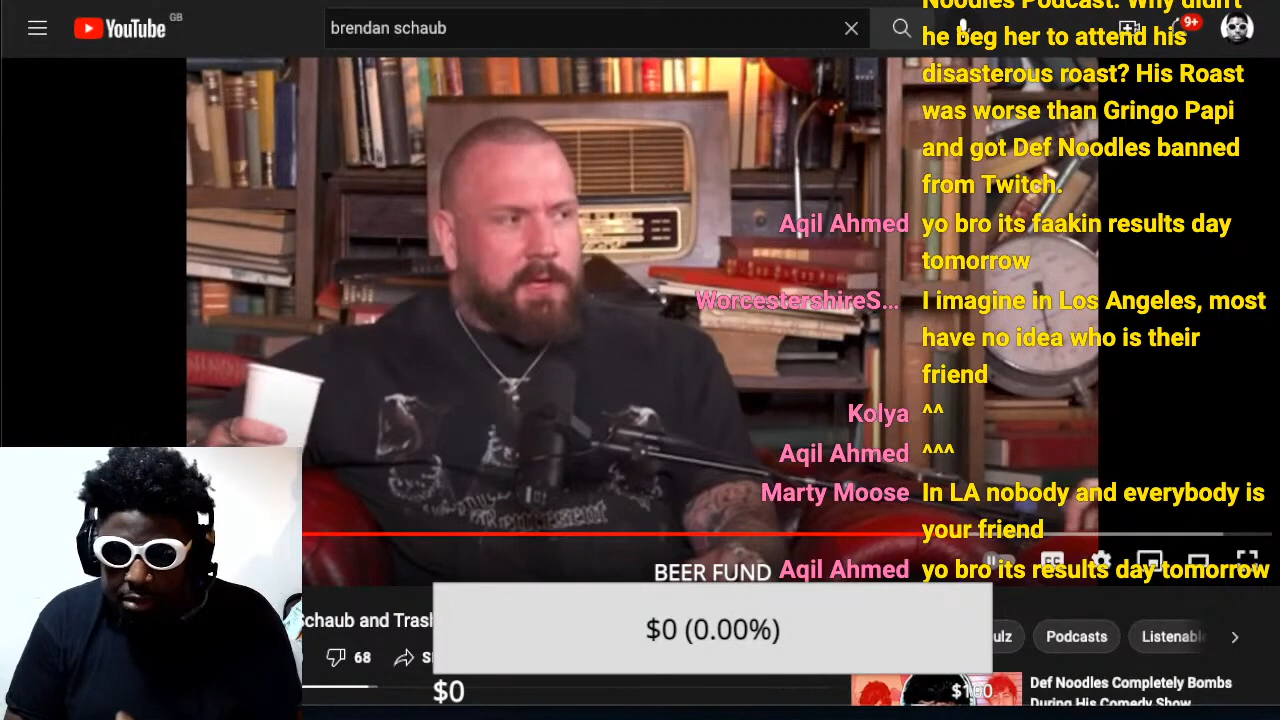 YouTube GB
brendan schaub
9+
Noodles Podcast. Why didn't
he beg her to attend his
disasterous roast? His Roast
was worse than Gringo Papi
and got Def Noodles banned
from Twitch.
Aqil Ahmed yo bro its faakin results day
tomorrow
WorcestershireS... I imagine in Los Angeles, most
have no idea who is their
friend
Kolya ^^
Aqil Ahmed ^^^
Marty Moose In LA nobody and everybody is
your friend
Aqil Ahmed yo bro its results day tomorrow
CC
BEER FUND
$0 (0.00%)
$0
$100
Schaub and Trasl
68
S
ulz
Podcasts
Listenable
Def Noodles Completely Bombs
During His Comedy Show